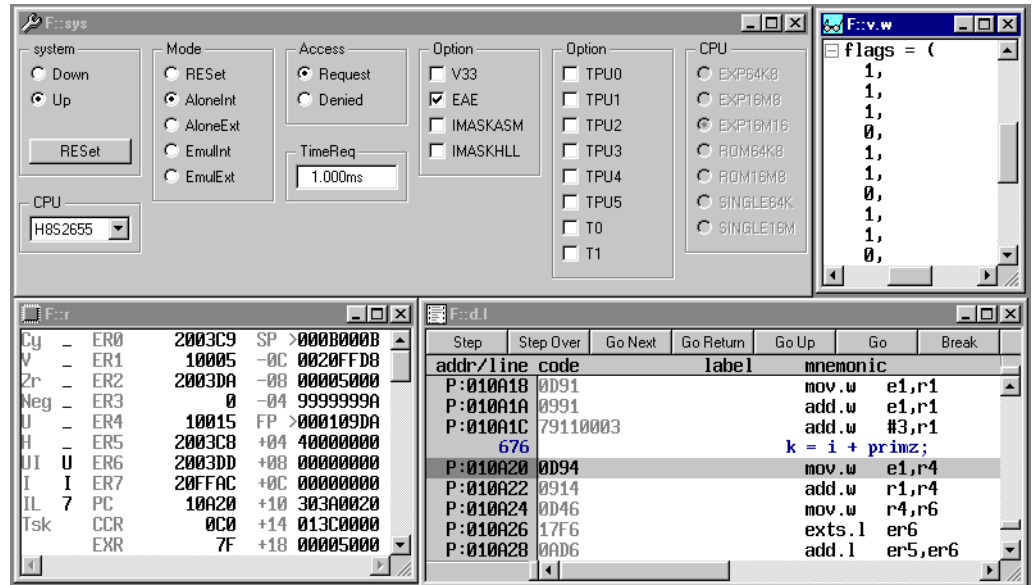 F::sys
system
Down
Up
RESet
CPU
H8S2655
Mode
RESet
AloneInt
AloneExt
EmulInt
EmulExt
Access
Request
Denied
TimeReq
1.000ms
Option
V33
EAE
IMASKASM
IMASKHLL
Option
TPU0
TPU1
TPU2
TPU3
TPU4
TPU5
T0
T1
CPU
EXP64K8
EXP16M8
EXP16M16
ROM64K8
ROM16M8
SINGLE64K
SINGLE16M
F::v.w
flags = (
1,
1,
1,
0,
1,
1,
0,
1,
1,
0,
F::r
Cy _ ER0 2003C9 SP >000B000B
V _ ER1 10005 -0C 0020FFD8
Zr _ ER2 2003DA -08 00005000
Neg _ ER3 0 -04 9999999A
U _ ER4 10015 FP >000109DA
H _ ER5 2003C8 +04 40000000
UI U ER6 2003DD +08 00000000
I I ER7 20FFAC +0C 00000000
IL 7 PC 10A20 +10 303A0020
Tsk CCR 0C0 +14 013C0000
EXR 7F +18 00005000
F::d.l
Step Step Over Go Next Go Return Go Up Go Break
addr/line code label mnemonic
P:010A18 0D91 mov.w e1,r1
P:010A1A 0991 add.w e1,r1
P:010A1C 79110003 add.w #3,r1
676 k = i + primz;
P:010A20 0D94 mov.w e1,r4
P:010A22 0914 add.w r1,r4
P:010A24 0D46 mov.w r4,r6
P:010A26 17F6 exts.l er6
P:010A28 0AD6 add.l er5,er6